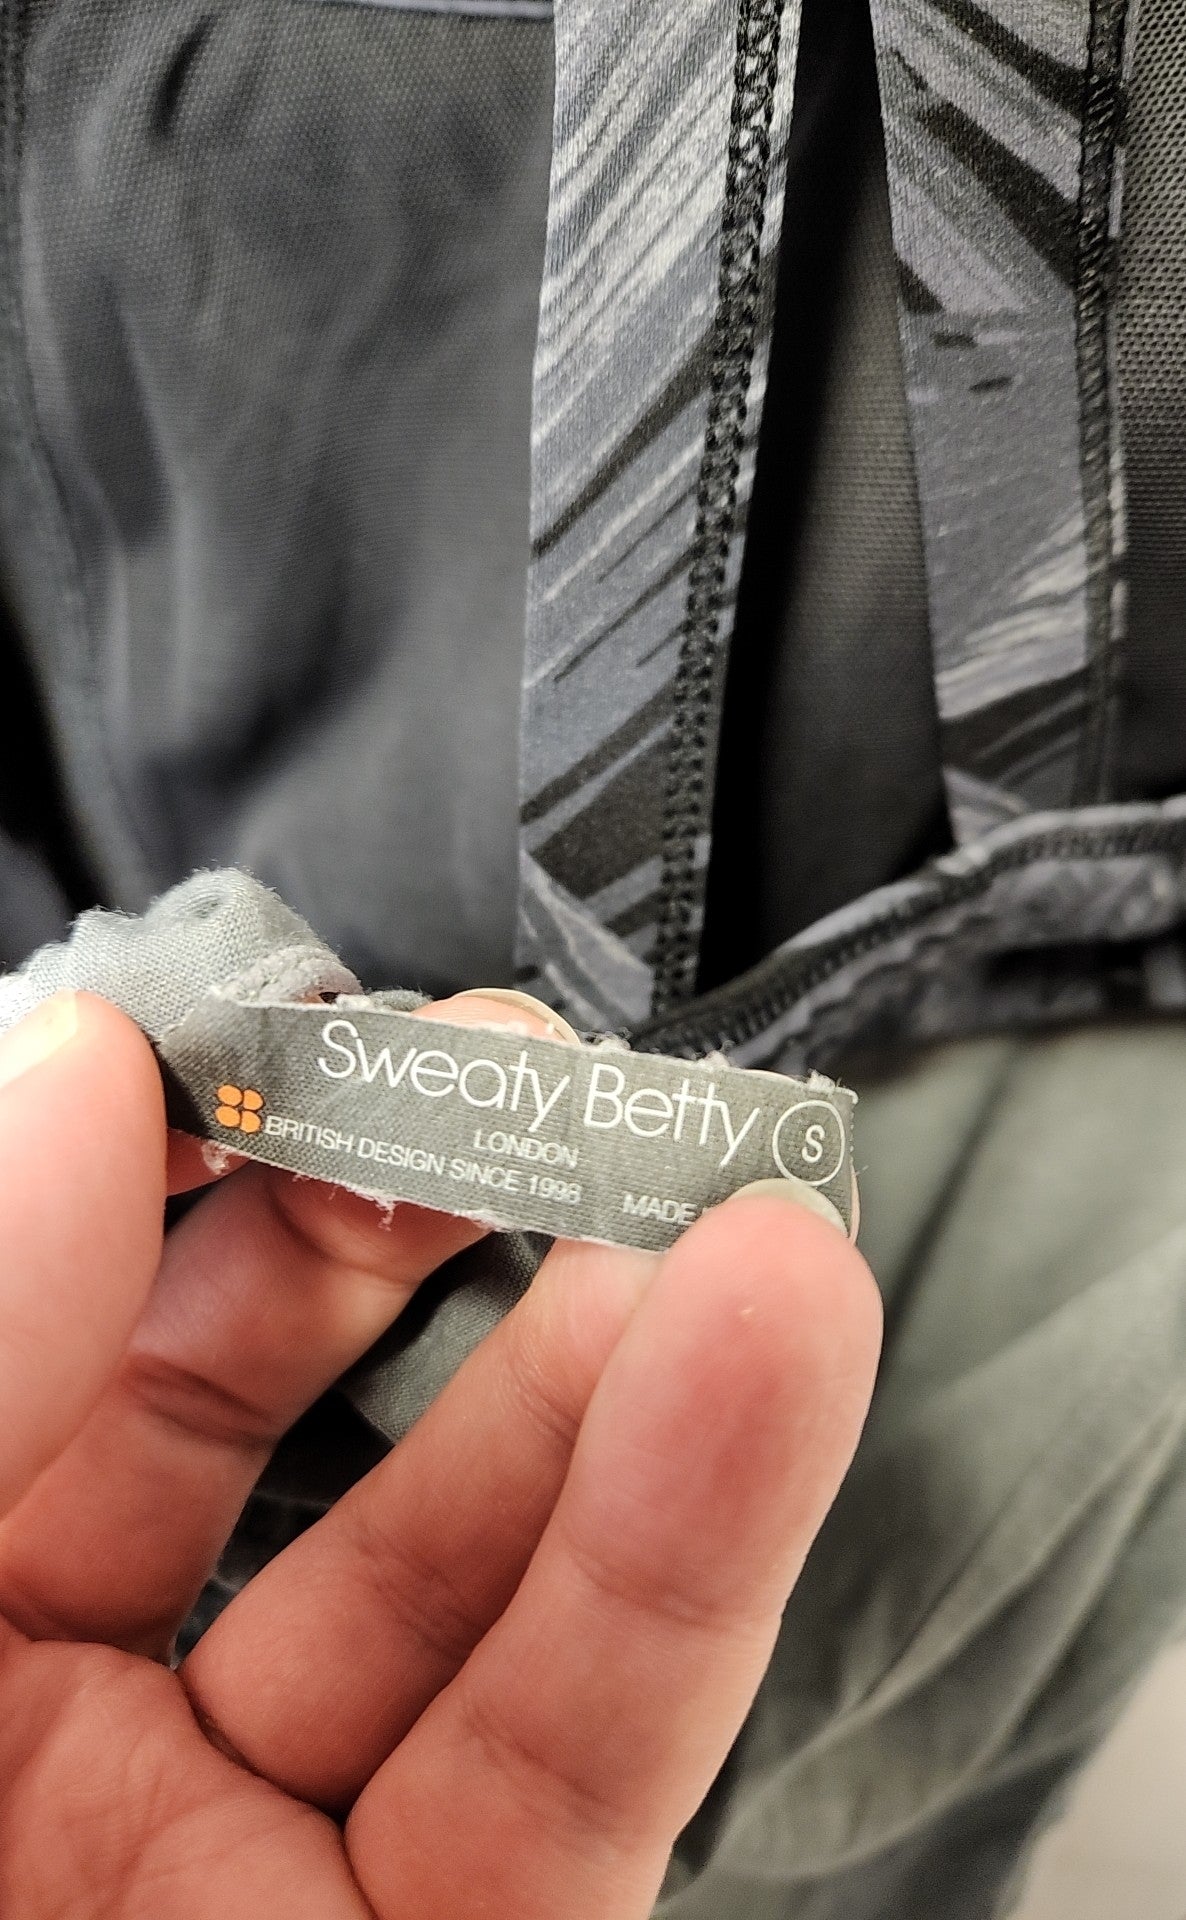 Sweaty Betty S
LONDON
BRITISH DESIGN SINCE 1998 MADE